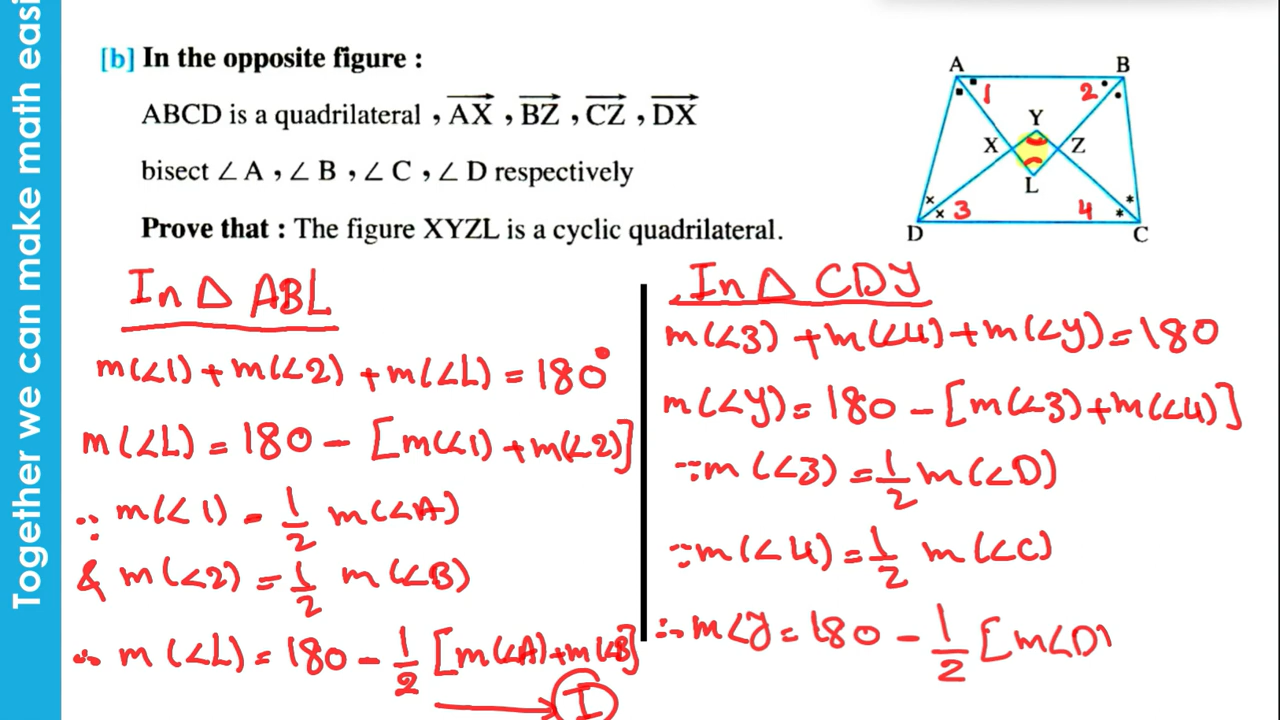 Together we can make math easi
[b] In the opposite figure :
ABCD is a quadrilateral , AX , BZ , CZ , DX
bisect ∠ A , ∠ B , ∠ C , ∠ D respectively
Prove that : The figure XYZL is a cyclic quadrilateral.
A B
1 2
Y
X Z
L
3 4
D C
In Δ ABL
m(∠1) + m(∠2) + m(∠L) = 180°
m(∠L) = 180 - [m(∠1) + m(∠2)]
∵ m(∠1) = 1/2 m(∠A)
& m(∠2) = 1/2 m(∠B)
∴ m(∠L) = 180 - 1/2 [m(∠A) + m(∠B)]
I
In Δ CDY
m(∠3) + m(∠4) + m(∠y) = 180
m(∠y) = 180 - [m(∠3) + m(∠4)]
∵ m(∠3) = 1/2 m(∠D)
∵ m(∠4) = 1/2 m(∠C)
∴ m∠y = 180 - 1/2 [m(∠D)